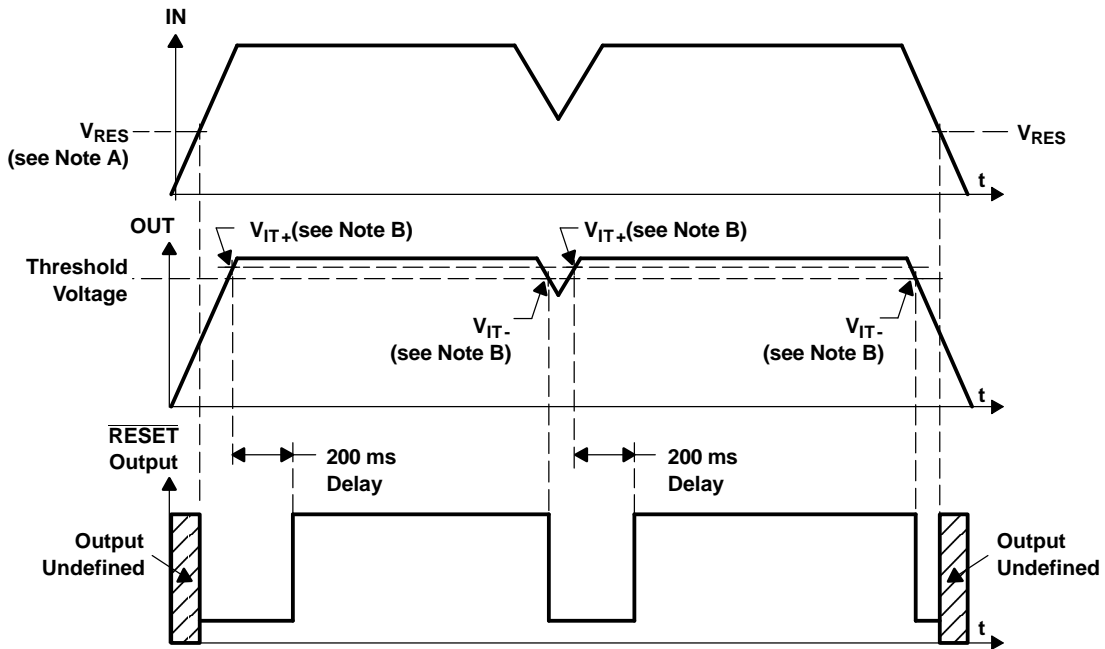 IN
VRES
(see Note A)
VRES
t
OUT
VIT+(see Note B)
VIT+(see Note B)
Threshold
Voltage
VIT-
(see Note B)
VIT-
(see Note B)
t
RESET
Output
200 ms
Delay
200 ms
Delay
Output
Undefined
Output
Undefined
t